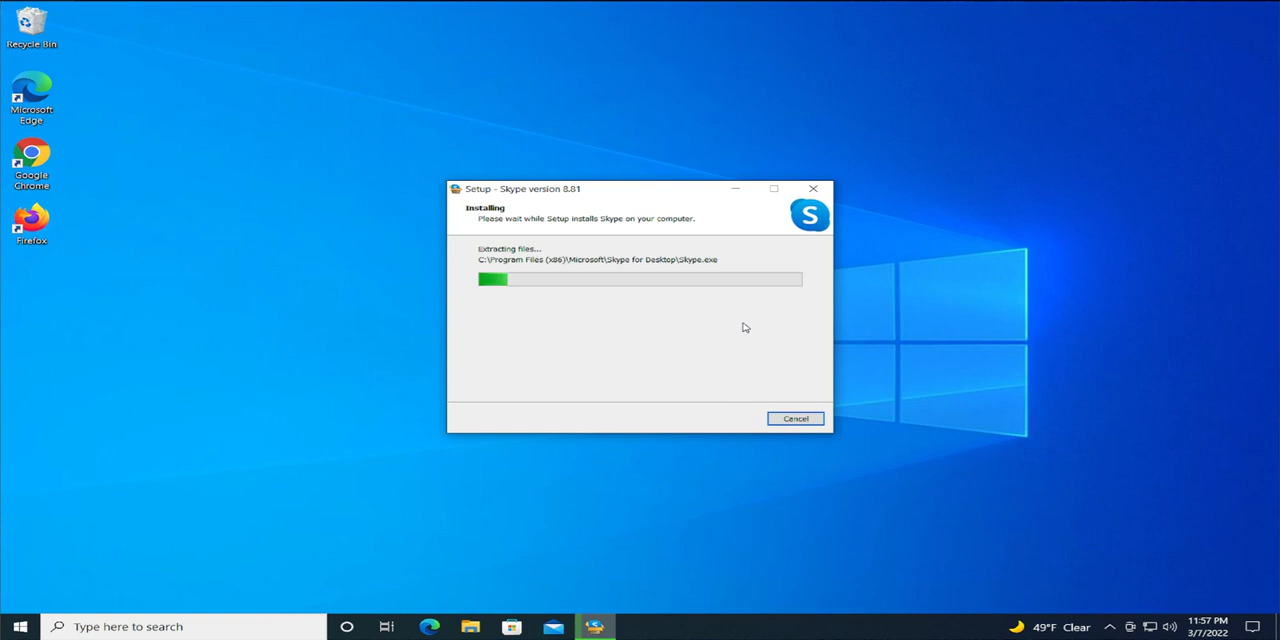 Recycle Bin
Microsoft
Edge
Google
Chrome
Firefox
Setup - Skype version 8.81
Installing
Please wait while Setup installs Skype on your computer.
S
Extracting files...
C:\Program Files (x86)\Microsoft\Skype for Desktop\Skype.exe
Cancel
Type here to search
49°F Clear
11:57 PM
3/7/2022